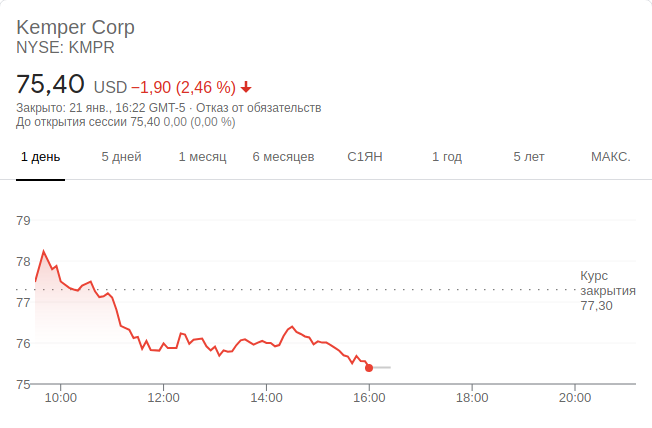 Kemper Corp
NYSE: KMPR
75,40 USD −1,90 (2,46 %)
Закрыто: 21 янв., 16:22 GMT-5 · Отказ от обязательств
До открытия сессии 75,40 0,00 (0,00 %)
1 день 5 дней 1 месяц 6 месяцев С1ЯН 1 год 5 лет МАКС.
79
78
Курс
закрытия
77,30
77
76
75
10:00 12:00 14:00 16:00 18:00 20:00